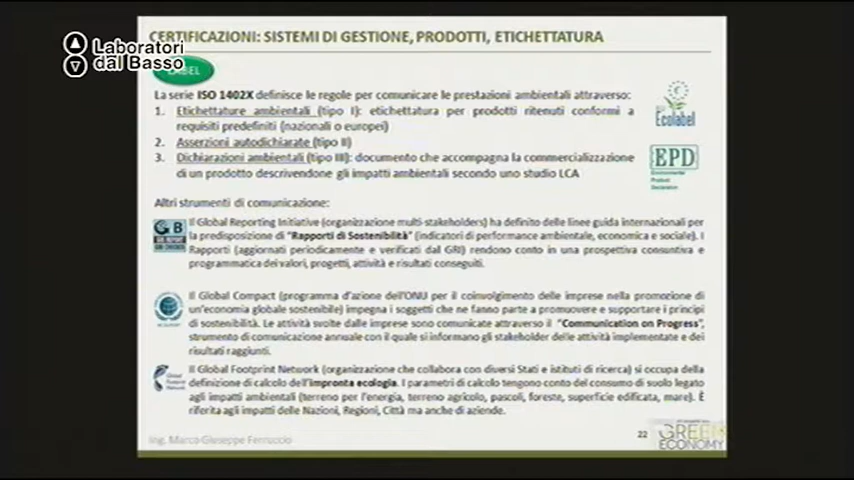 CERTIFICAZIONI: SISTEMI DI GESTIONE, PRODOTTI, ETICHETTATURA
Laboratori
dal Basso
LABEL
La serie ISO 1402X definisce le regole per comunicare le prestazioni ambientali attraverso:
1. Etichettature ambientali (tipo I): etichettatura per prodotti ritenuti conformi a
requisiti predefiniti (nazionali o europei)
2. Asserzioni autodichiarate (tipo II)
3. Dichiarazioni ambientali (tipo III): documento che accompagna la commercializzazione
di un prodotto descrivendone gli impatti ambientali secondo uno studio LCA
Ecolabel
EPD
Environmental
Product
Declaration
Altri strumenti di comunicazione:
Il Global Reporting Initiative (organizzazione multi-stakeholders) ha definito delle linee guida internazionali per
la predisposizione di "Rapporti di Sostenibilità" (indicatori di performance ambientale, economica e sociale). I
Rapporti (aggiornati periodicamente e verificati dal GRI) rendono conto in una prospettiva consuntiva e
programmatica dei valori, progetti, attività e risultati conseguiti.
Il Global Compact (programma d'azione dell'ONU per il coinvolgimento delle imprese nella promozione di
un'economia globale sostenibile) impegna i soggetti che ne fanno parte a promuovere e supportare i principi
di sostenibilità. Le attività svolte dalle imprese sono comunicate attraverso il "Communication on Progress",
strumento di comunicazione annuale con il quale si informano gli stakeholder delle attività implementate e dei
risultati raggiunti.
Global
Footprint
Network
Il Global Footprint Network (organizzazione che collabora con diversi Stati e istituti di ricerca) si occupa della
definizione di calcolo dell'impronta ecologia. I parametri di calcolo tengono conto del consumo di suolo legato
agli impatti ambientali (terreno per l'energia, terreno agricolo, pascoli, foreste, superficie edificata, mare). È
riferita agli impatti delle Nazioni, Regioni, Città ma anche di aziende.
Ing. Marco Giuseppe Ferruccio
22
GREEN
ECONOMY